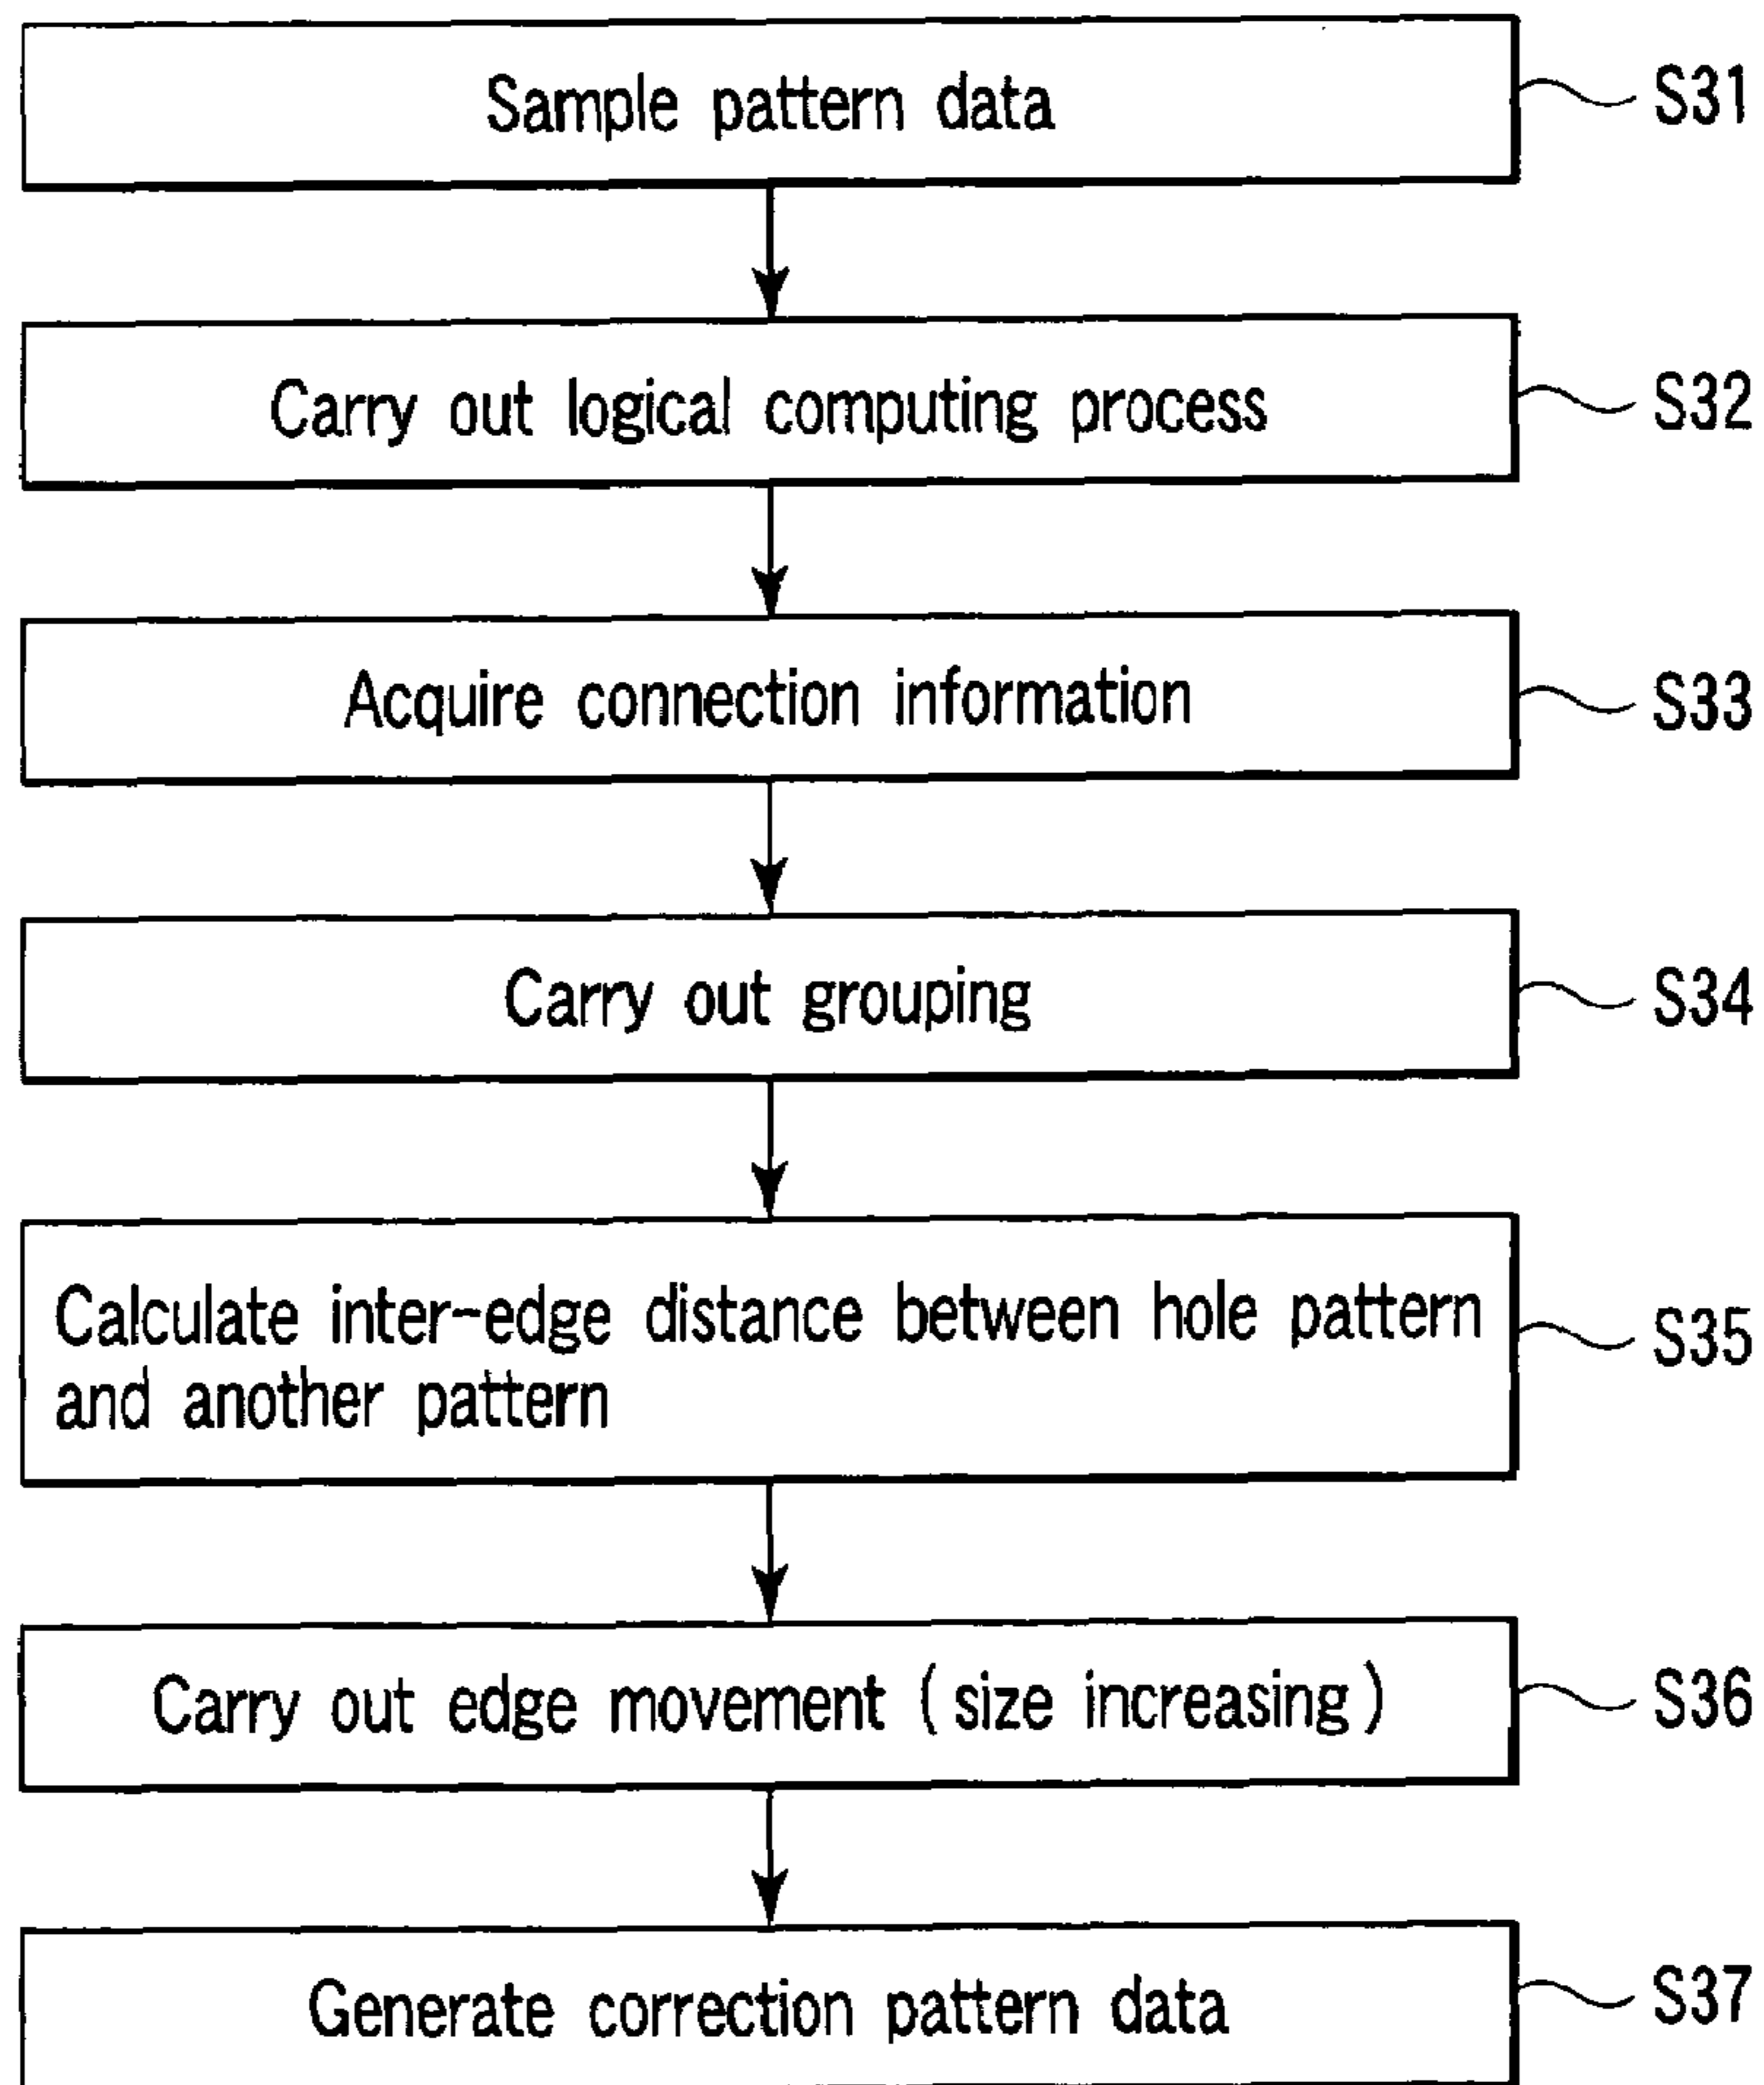 Sample pattern data
S31
Carry out logical computing process
S32
Acquire connection information
S33
Carry out grouping
S34
Calculate inter-edge distance between hole pattern
and another pattern
S35
Carry out edge movement (size increasing)
S36
Generate correction pattern data
S37